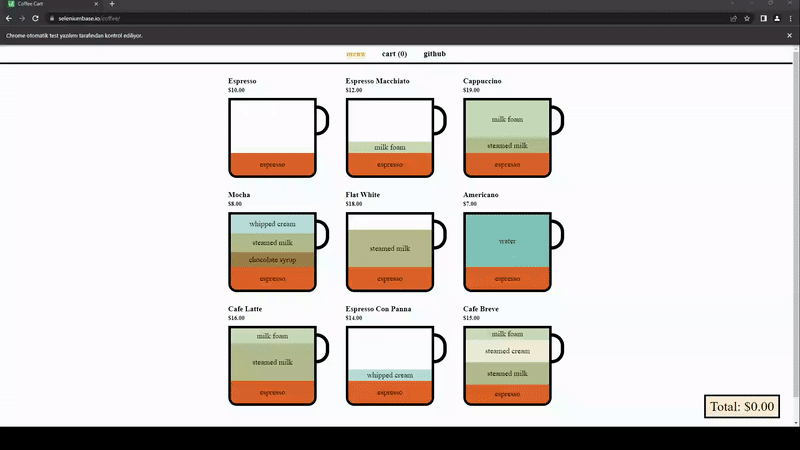 Coffee Cart
seleniumbase.io/coffee/
Chrome otomatik test yazılımı tarafından kontrol ediliyor.
menu cart (0) github
Espresso
$10.00
espresso
Espresso Macchiato
$12.00
milk foam
espresso
Cappuccino
$19.00
milk foam
steamed milk
espresso
Mocha
$8.00
whipped cream
steamed milk
chocolate syrup
espresso
Flat White
$18.00
steamed milk
espresso
Americano
$7.00
water
espresso
Cafe Latte
$16.00
milk foam
steamed milk
espresso
Espresso Con Panna
$14.00
whipped cream
espresso
Cafe Breve
$15.00
milk foam
steamed cream
steamed milk
espresso
Total: $0.00